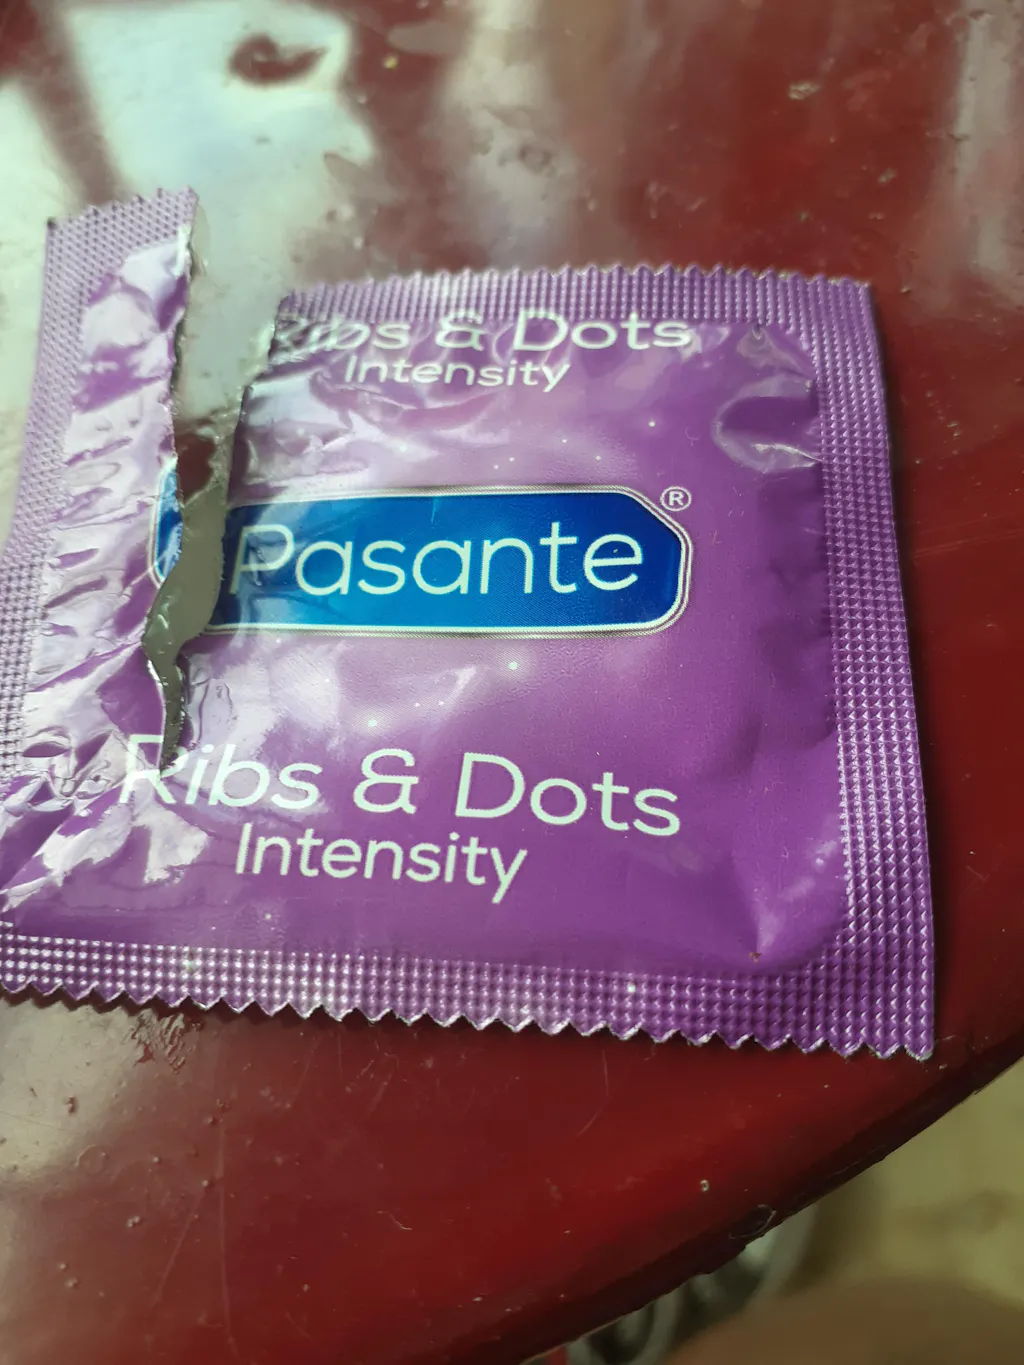 Ribs & Dots
Intensity
Pasante®
Ribs & Dots
Intensity